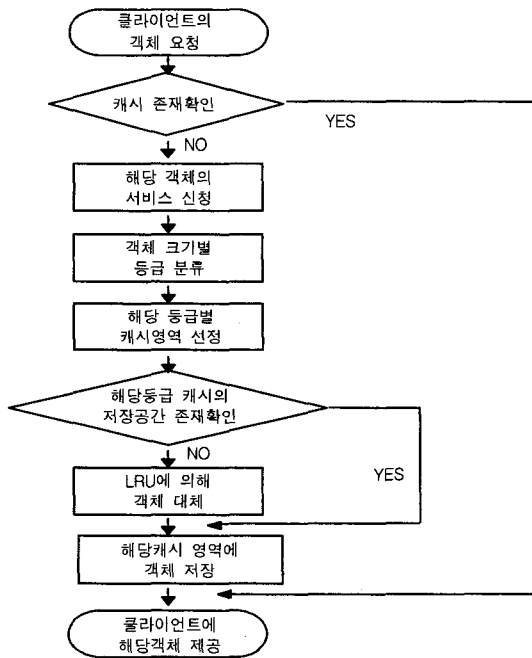 클라이언트의
객체 요청
캐시 존재확인
YES
NO
해당 객체의
서비스 신청
객체 크기별
등급 분류
해당 등급별
캐시영역 선정
해당등급 캐시의
저장공간 존재확인
NO
YES
LRU에 의해
객체 대체
해당캐시 영역에
객체 저장
클라이언트에
해당객체 제공